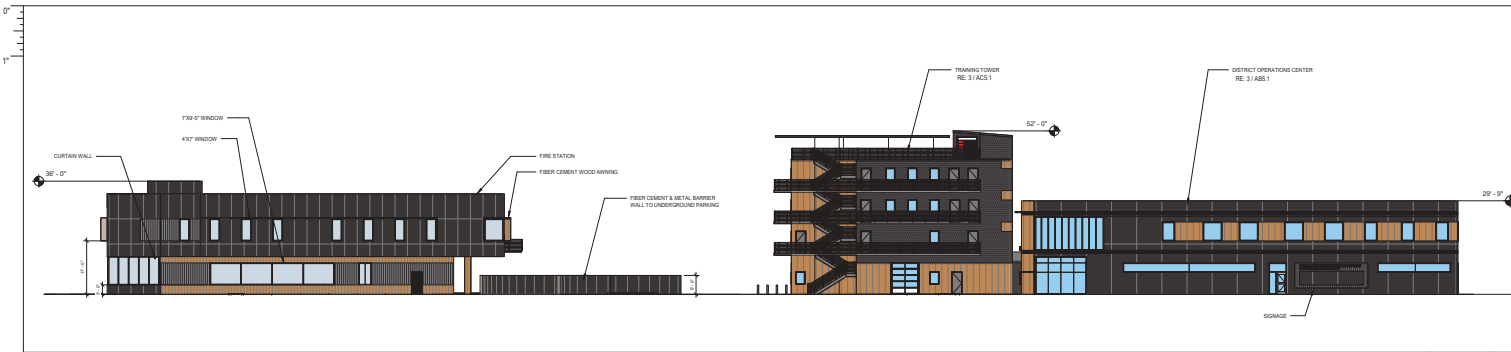 0"
1"
TRAINING TOWER
RE: 3 / AC5.1
DISTRICT OPERATIONS CENTER
RE: 3 / AB5.1
7'X9'-5" WINDOW
4'X7' WINDOW
52' - 0"
CURTAIN WALL
FIRE STATION
36' - 0"
FIBER CEMENT WOOD AWNING
29' - 9"
FIBER CEMENT & METAL BARRIER
WALL TO UNDERGROUND PARKING
SIGNAGE